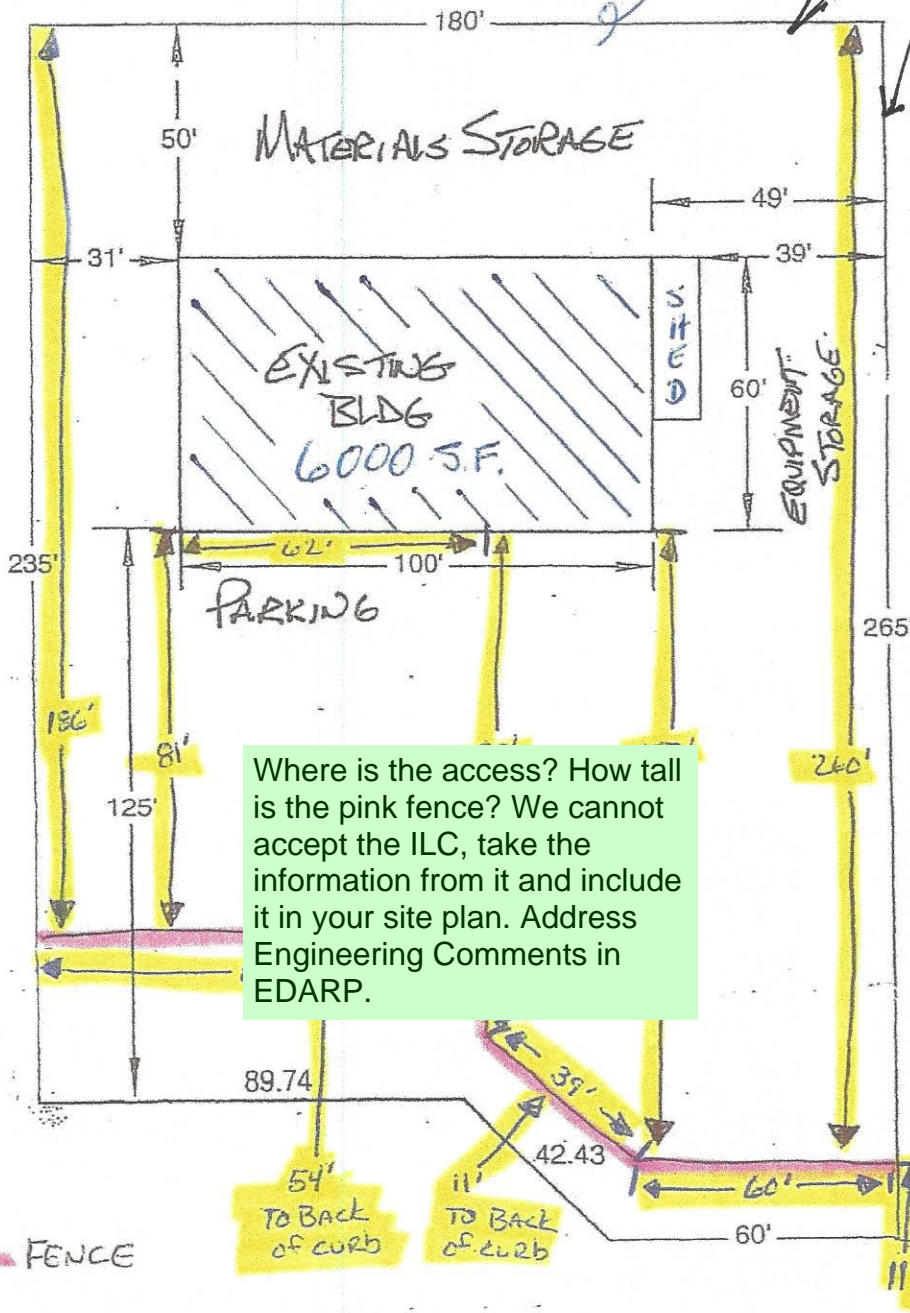 180'
50'
MATERIALS STORAGE
49'
31'
39'
EXISTING
BLDG
6000 S.F.
SHED
60'
EQUIPMENT
STORAGE
62'
100'
235'
PARKING
265
186'
81'
260'
125'
Where is the access? How tall
is the pink fence? We cannot
accept the ILC, take the
information from it and include
it in your site plan. Address
Engineering Comments in
EDARP.
89.74
39'
42.43
54'
TO BACK
OF CURB
11'
TO BACK
OF CURB
60'
60'
FENCE